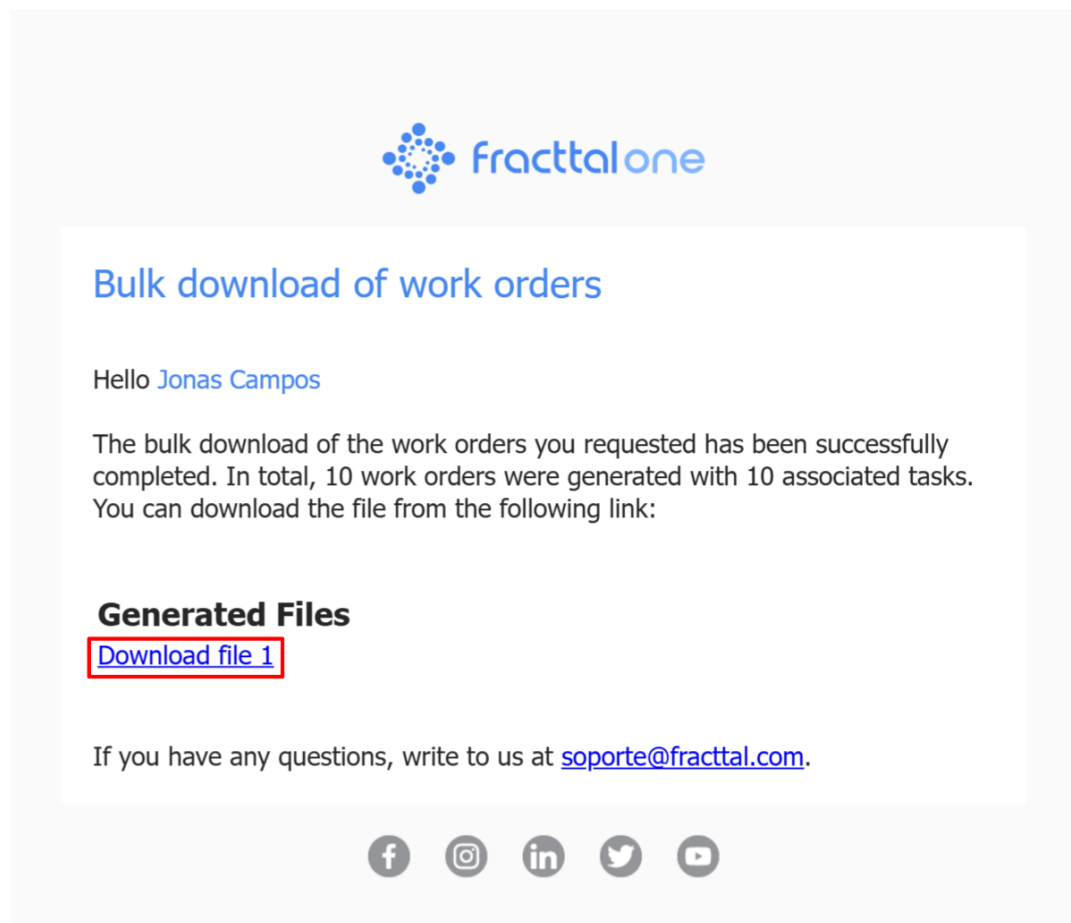 fracttal one
Bulk download of work orders
Hello Jonas Campos
The bulk download of the work orders you requested has been successfully
completed. In total, 10 work orders were generated with 10 associated tasks.
You can download the file from the following link:
Generated Files
Download file 1
If you have any questions, write to us at soporte@fracttal.com.